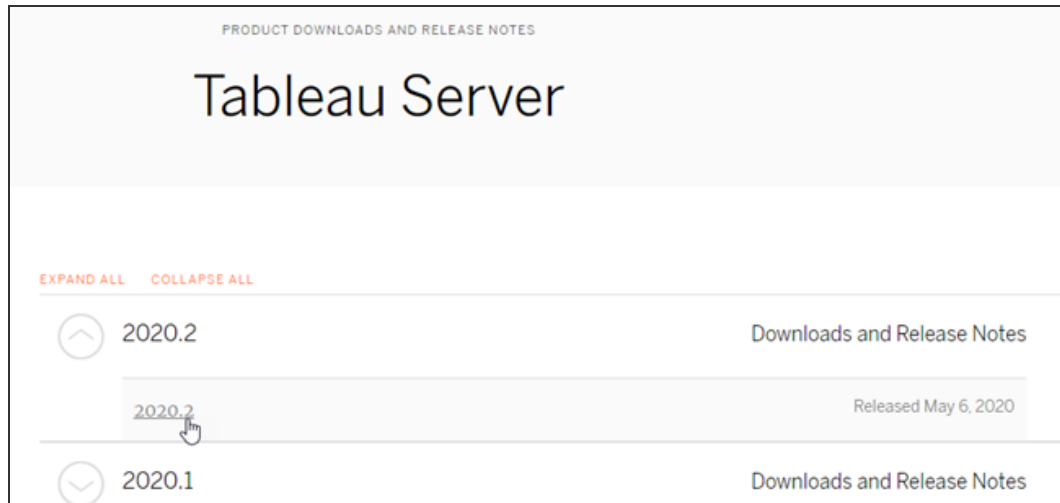 PRODUCT DOWNLOADS AND RELEASE NOTES
Tableau Server
EXPAND ALL COLLAPSE ALL
2020.2 Downloads and Release Notes
2020.2 Released May 6, 2020
2020.1 Downloads and Release Notes